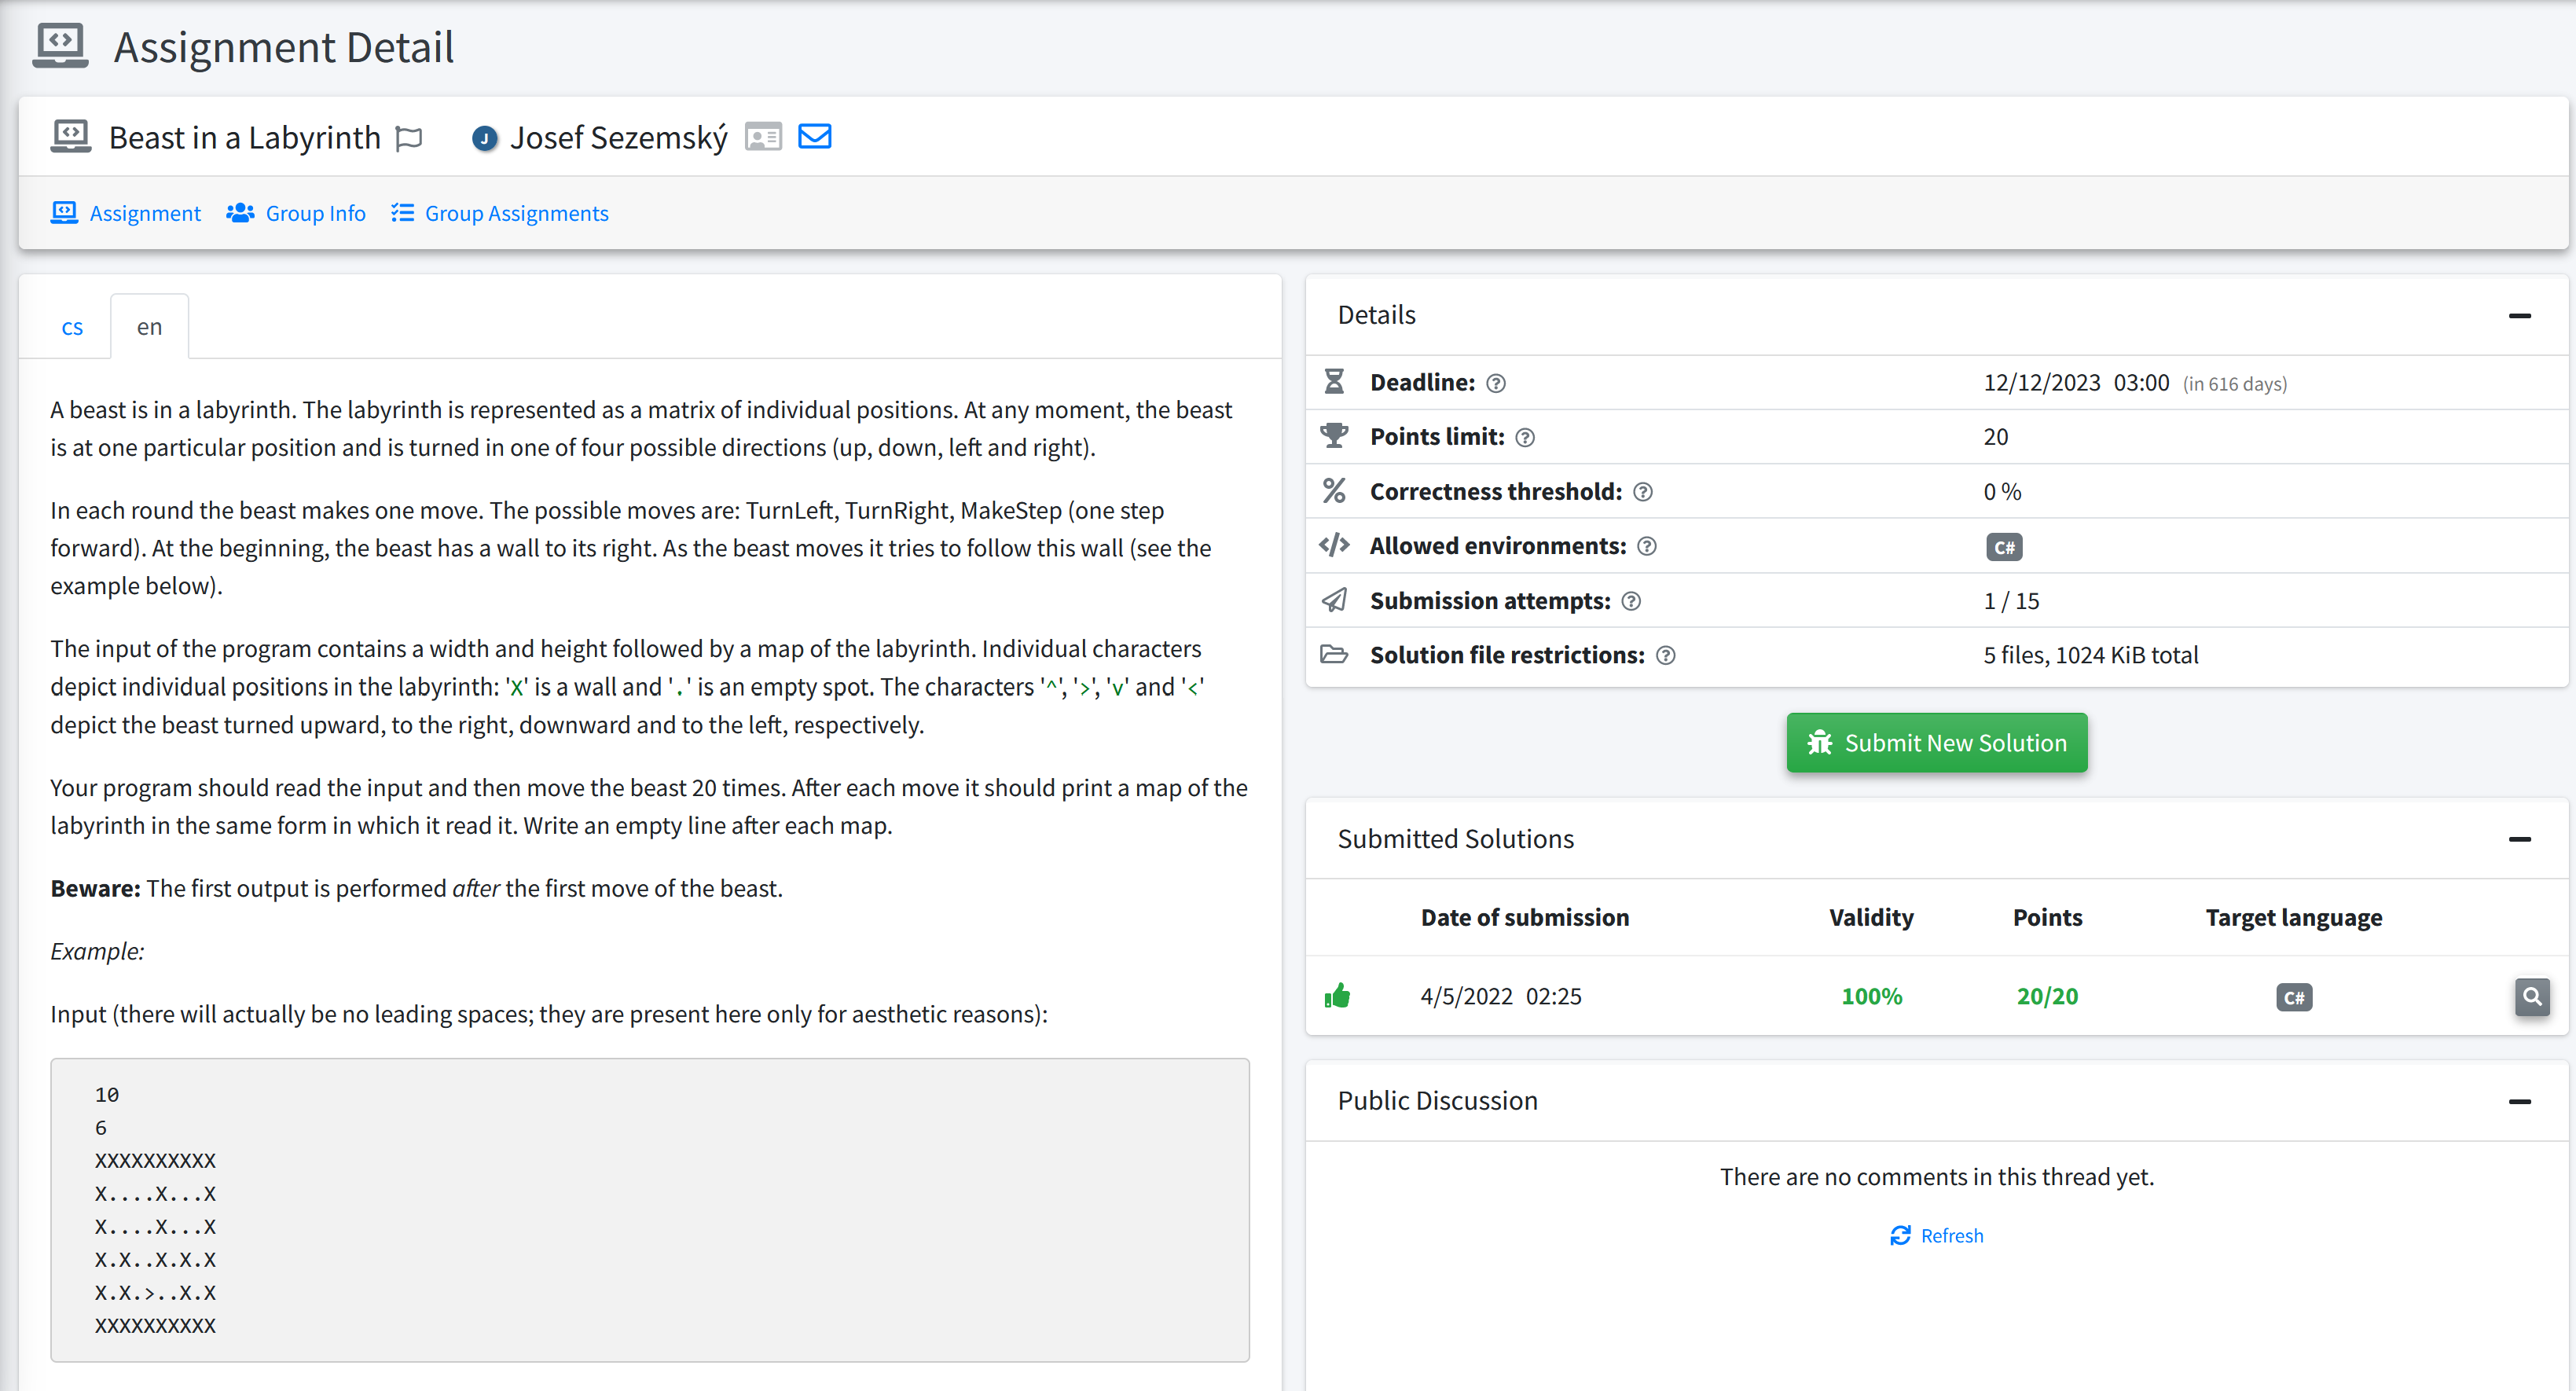 Assignment Detail
Beast in a Labyrinth
J Josef Sezemský
Assignment Group Info Group Assignments
cs en
A beast is in a labyrinth. The labyrinth is represented as a matrix of individual positions. At any moment, the beast
is at one particular position and is turned in one of four possible directions (up, down, left and right).
In each round the beast makes one move. The possible moves are: TurnLeft, TurnRight, MakeStep (one step
forward). At the beginning, the beast has a wall to its right. As the beast moves it tries to follow this wall (see the
example below).
The input of the program contains a width and height followed by a map of the labyrinth. Individual characters
depict individual positions in the labyrinth: 'X' is a wall and '.' is an empty spot. The characters '^', '>', 'v' and '<'
depict the beast turned upward, to the right, downward and to the left, respectively.
Your program should read the input and then move the beast 20 times. After each move it should print a map of the
labyrinth in the same form in which it read it. Write an empty line after each map.
Beware: The first output is performed after the first move of the beast.
Example:
Input (there will actually be no leading spaces; they are present here only for aesthetic reasons):
10
6
XXXXXXXXXX
X....X...X
X....X...X
X.X..X.X.X
X.X.>..X.X
XXXXXXXXXX
Details
Deadline: 12/12/2023 03:00 (in 616 days)
Points limit: 20
Correctness threshold: 0 %
Allowed environments: C#
Submission attempts: 1 / 15
Solution file restrictions: 5 files, 1024 KiB total
Submit New Solution
Submitted Solutions
Date of submission Validity Points Target language
4/5/2022 02:25 100% 20/20 C#
Public Discussion
There are no comments in this thread yet.
Refresh